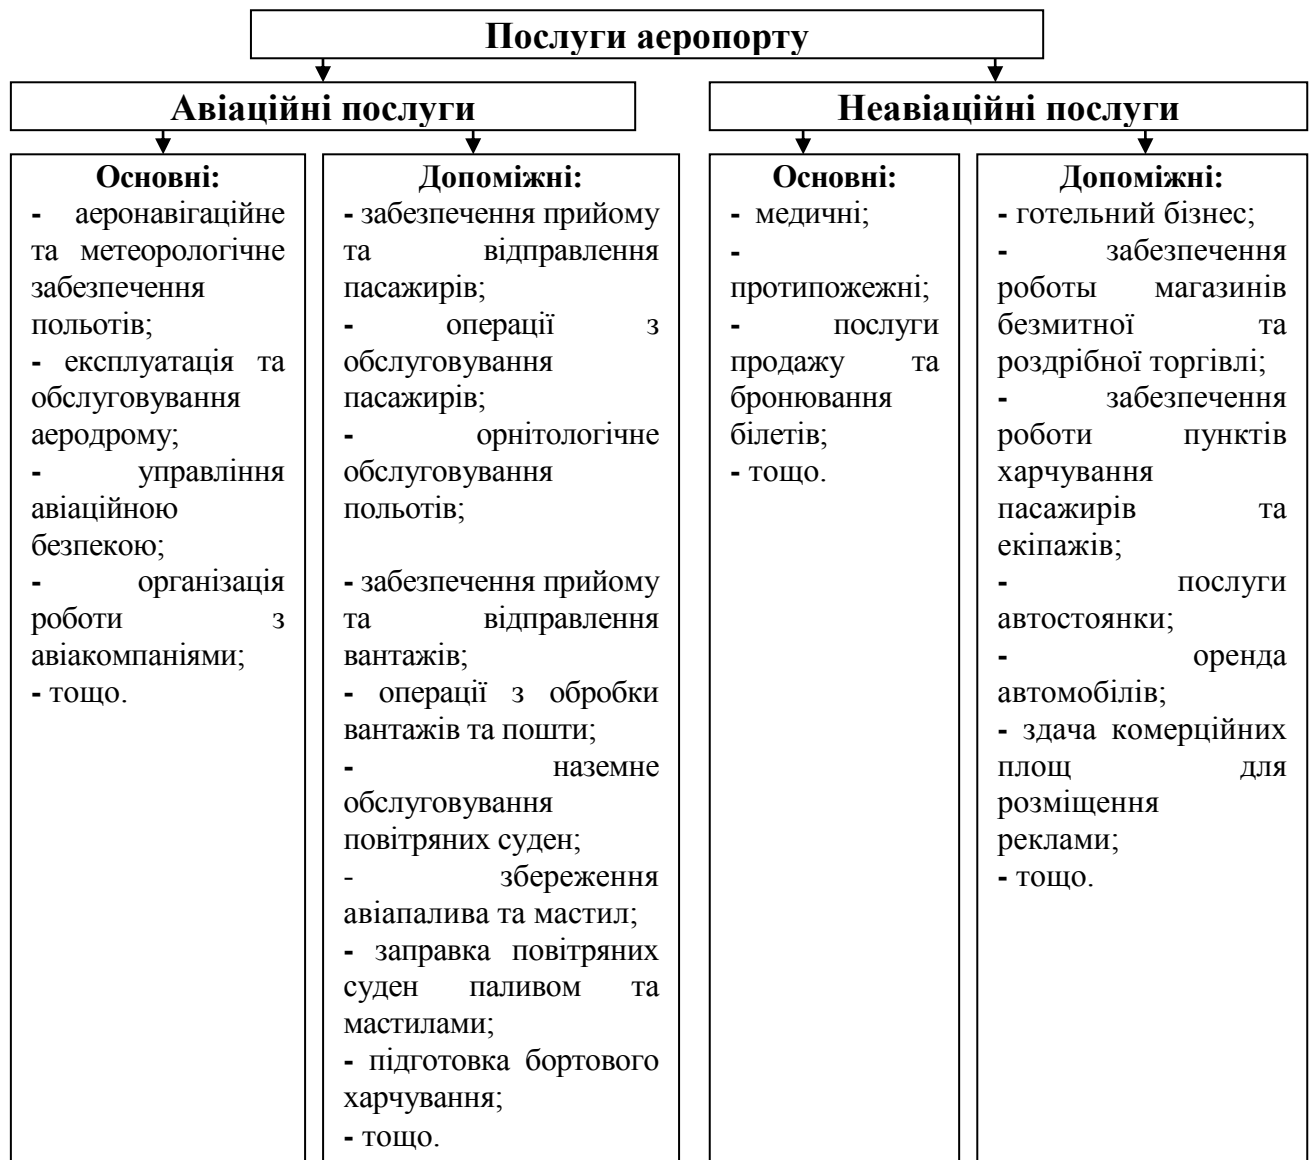 Послуги аеропорту
Авіаційні послуги
Неавіаційні послуги
Основні:
- аеронавігаційне
та метеорологічне
забезпечення
польотів;
- експлуатація та
обслуговування
аеродрому;
- управління
авіаційною
безпекою;
- організація
роботи з
авіакомпаніями;
- тощо.
Допоміжні:
- забезпечення прийому
та відправлення
пасажирів;
- операції з
обслуговування
пасажирів;
- орнітологічне
обслуговування
польотів;
- забезпечення прийому
та відправлення
вантажів;
- операції з обробки
вантажів та пошти;
- наземне
обслуговування
повітряних суден;
- збереження
авіапалива та мастил;
- заправка повітряних
суден паливом та
мастилами;
- підготовка бортового
харчування;
- тощо.
Основні:
- медичні;
-
протипожежні;
- послуги
продажу та
бронювання
білетів;
- тощо.
Допоміжні:
- готельний бізнес;
- забезпечення
роботы магазинів
безмитної та
роздрібної торгівлі;
- забезпечення
роботи пунктів
харчування
пасажирів та
екіпажів;
- послуги
автостоянки;
- оренда
автомобілів;
- здача комерційних
площ для
розміщення
реклами;
- тощо.